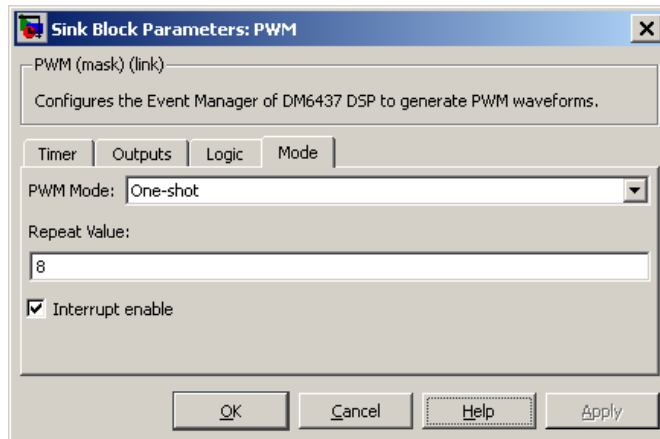 Sink Block Parameters: PWM
PWM (mask) (link)
Configures the Event Manager of DM6437 DSP to generate PWM waveforms.
Timer Outputs Logic Mode
PWM Mode: One-shot
Repeat Value:
8
Interrupt enable
OK Cancel Help Apply